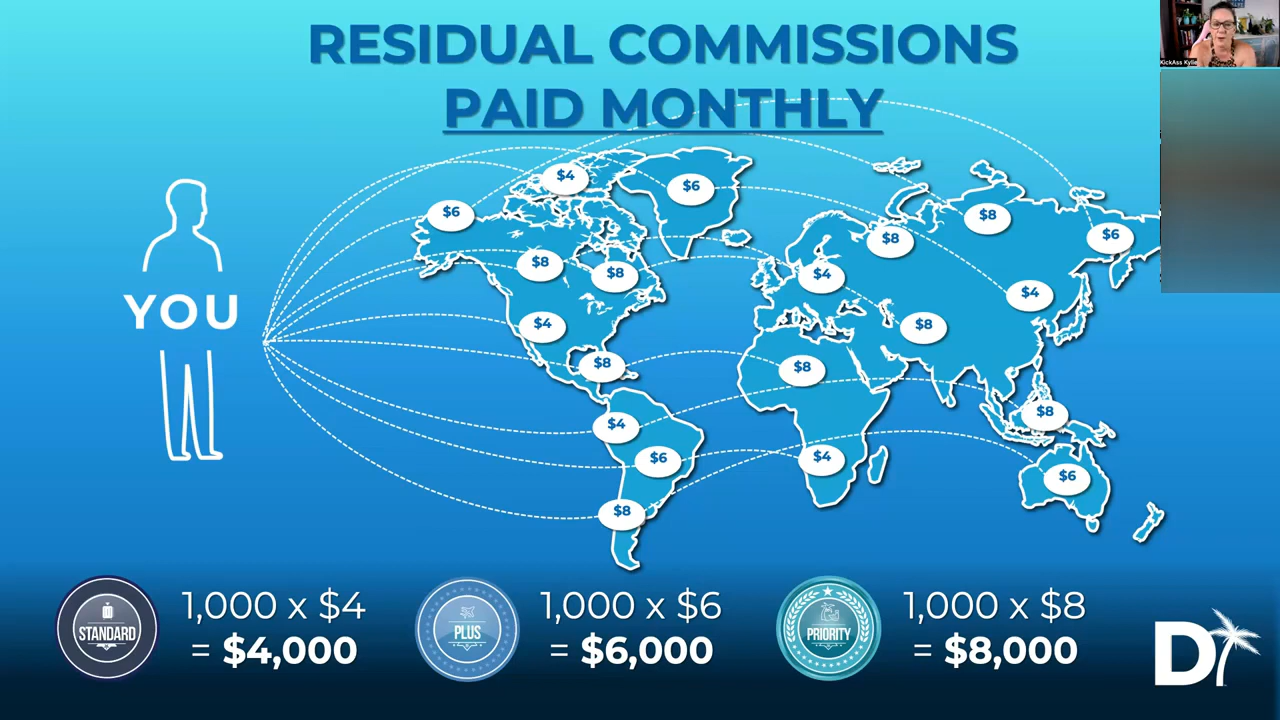 RESIDUAL COMMISSIONS
PAID MONTHLY
KickAss Kylie
YOU
$4
$6
$6
$8
$8
$6
$8
$8
$4
$4
$4
$8
$8
$8
$4
$8
$6
$4
$6
$8
STANDARD
1,000 x $4
= $4,000
PLUS
1,000 x $6
= $6,000
PRIORITY
1,000 x $8
= $8,000
D